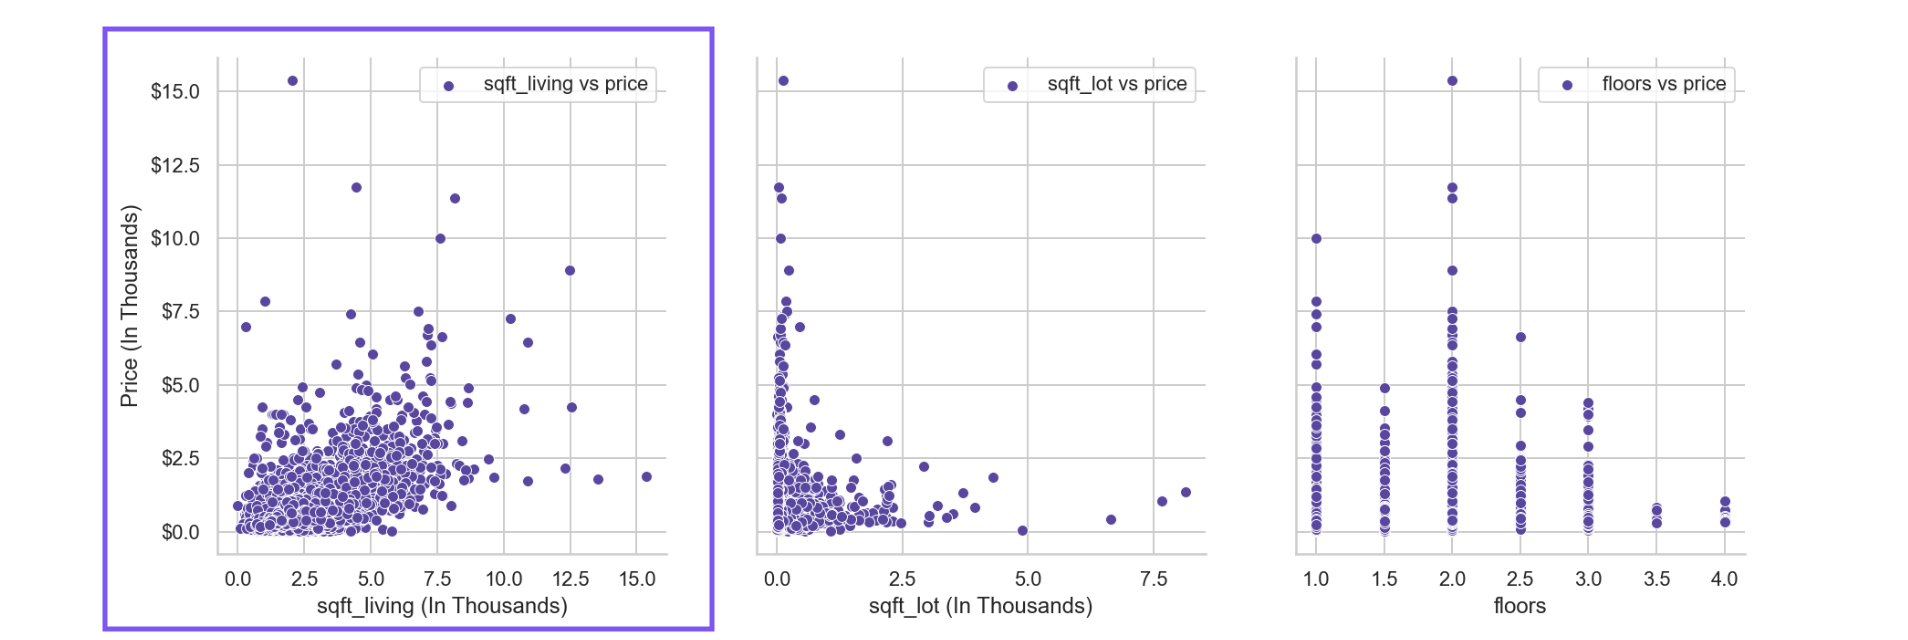 sqft_living vs price
$15.0
$12.5
$10.0
$7.5
$5.0
$2.5
$0.0
Price (In Thousands)
0.0 2.5 5.0 7.5 10.0 12.5 15.0
sqft_living (In Thousands)
sqft_lot vs price
0.0 2.5 5.0 7.5
sqft_lot (In Thousands)
floors vs price
1.0 1.5 2.0 2.5 3.0 3.5 4.0
floors